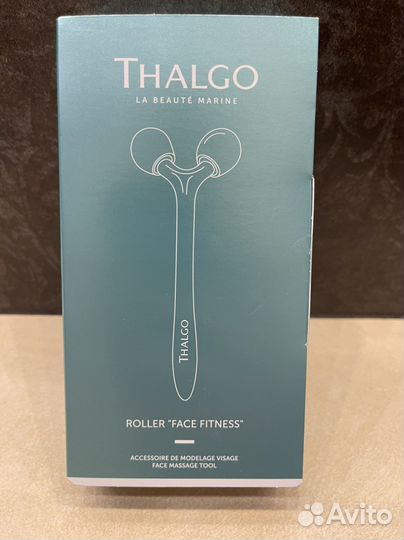 THALGO
LA BEAUTÉ MARINE
THALGO
ROLLER "FACE FITNESS"
ACCESSOIRE DE MODELAGE VISAGE
FACE MASSAGE TOOL
Avito